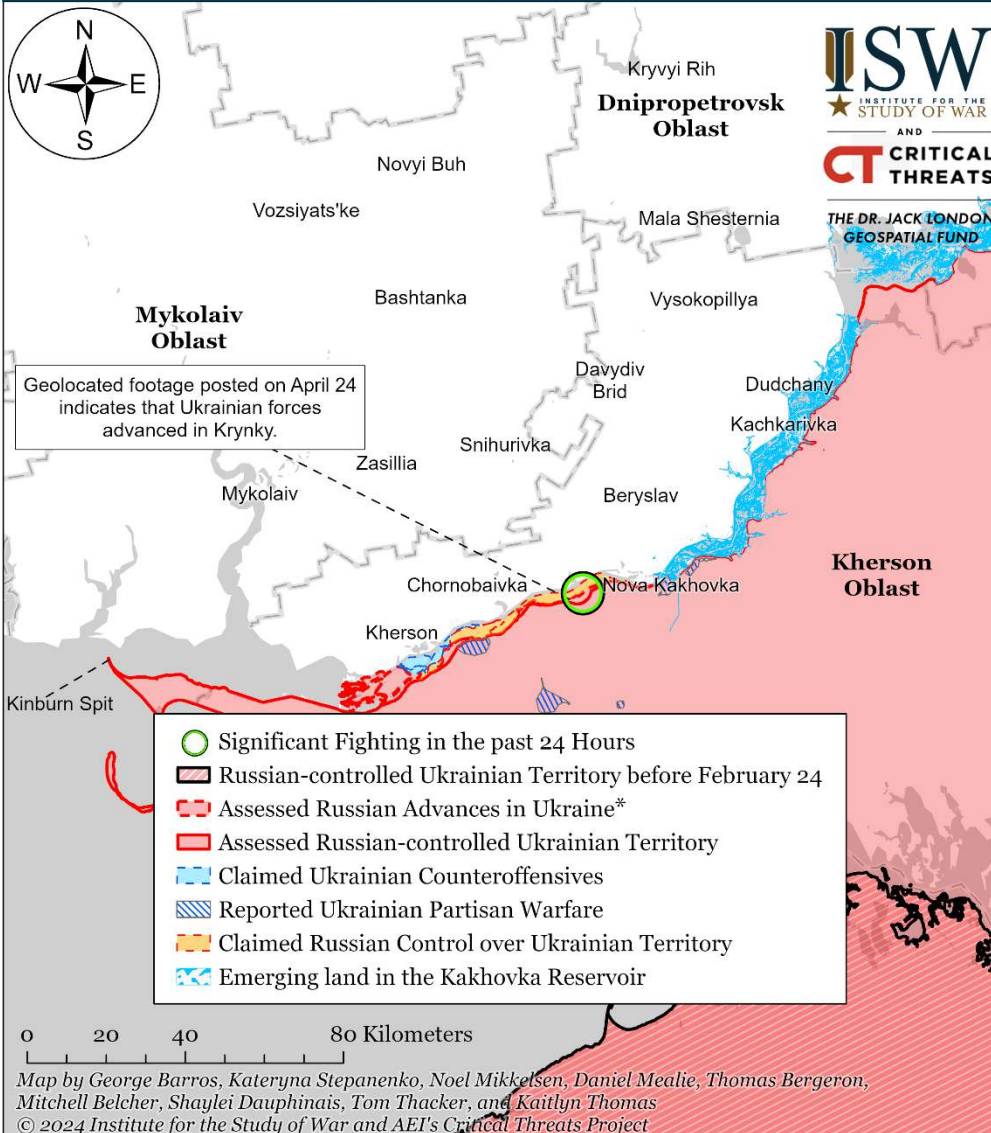 N
W
E
S
ISW
INSTITUTE FOR THE
STUDY OF WAR
AND
CT CRITICAL
THREATS
THE DR. JACK LONDON
GEOSPATIAL FUND
Kryvyi Rih
Dnipropetrovsk
Oblast
Novyi Buh
Vozsiyats'ke
Mala Shesternia
Bashtanka
Vysokopillya
Mykolaiv
Oblast
Geolocated footage posted on April 24
indicates that Ukrainian forces
advanced in Krynky.
Davydiv
Brid
Dudchany
Kachkarivka
Snihurivka
Zasillia
Mykolaiv
Beryslav
Kherson
Oblast
Chornobaivka
Nova Kakhovka
Kherson
Kinburn Spit
Significant Fighting in the past 24 Hours
Russian-controlled Ukrainian Territory before February 24
Assessed Russian Advances in Ukraine*
Assessed Russian-controlled Ukrainian Territory
Claimed Ukrainian Counteroffensives
Reported Ukrainian Partisan Warfare
Claimed Russian Control over Ukrainian Territory
Emerging land in the Kakhovka Reservoir
0 20 40 80 Kilometers
Map by George Barros, Kateryna Stepanenko, Noel Mikkelsen, Daniel Mealie, Thomas Bergeron,
Mitchell Belcher, Shaylei Dauphinais, Tom Thacker, and Kaitlyn Thomas
© 2024 Institute for the Study of War and AEI's Critical Threats Project